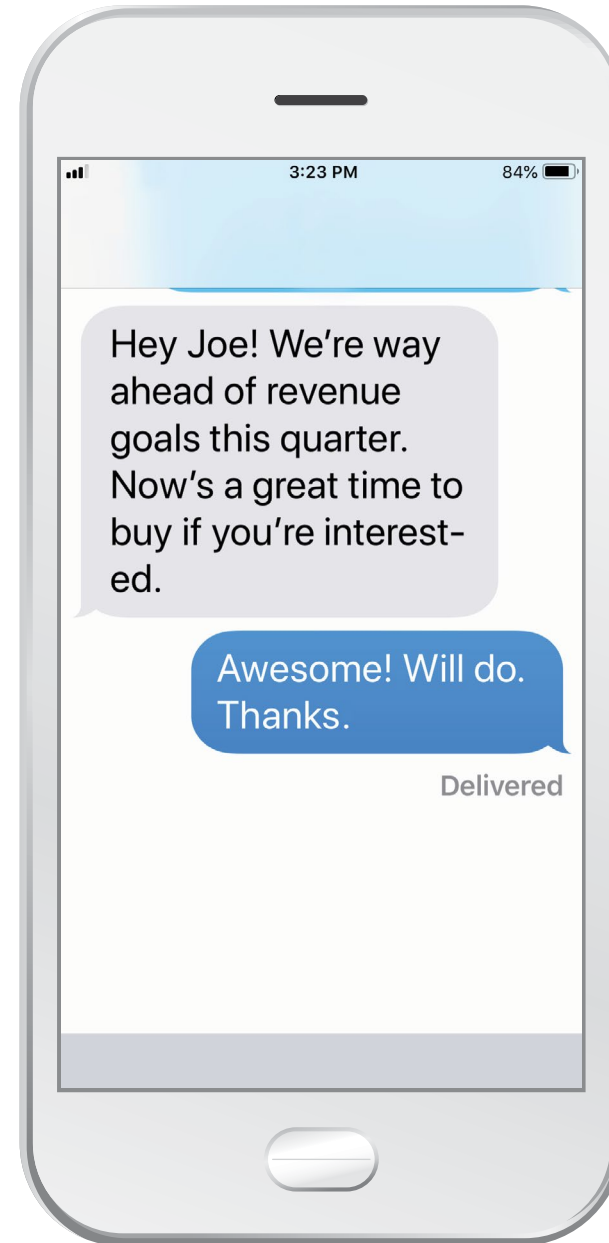 3:23 PM 84%
Hey Joe! We’re way
ahead of revenue
goals this quarter.
Now’s a great time to
buy if you’re interest-
ed.
Awesome! Will do.
Thanks.
Delivered